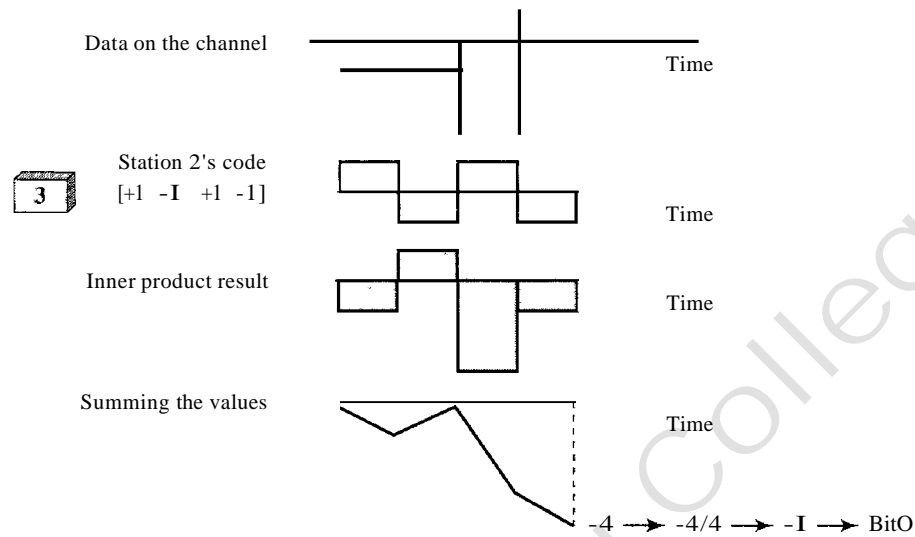 Data on the channel
Time
Station 2's code
3
[+1 -I +1 -1]
Time
Inner product result
Time
Summing the values
Time
-4 → -4/4 → -I → BitO
Colleg